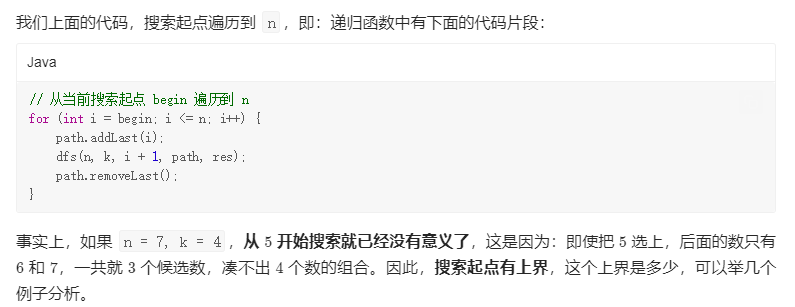 我们上面的代码，搜索起点遍历到 n ，即：递归函数中有下面的代码片段：
Java
// 从当前搜索起点 begin 遍历到 n
for (int i = begin; i <= n; i++) {
    path.addLast(i);
    dfs(n, k, i + 1, path, res);
    path.removeLast();
}
事实上，如果 n = 7, k = 4 ，从 5 开始搜索就已经没有意义了，这是因为：即使把 5 选上，后面的数只有
6 和 7，一共就 3 个候选数，凑不出 4 个数的组合。因此，搜索起点有上界，这个上界是多少，可以举几个
例子分析。